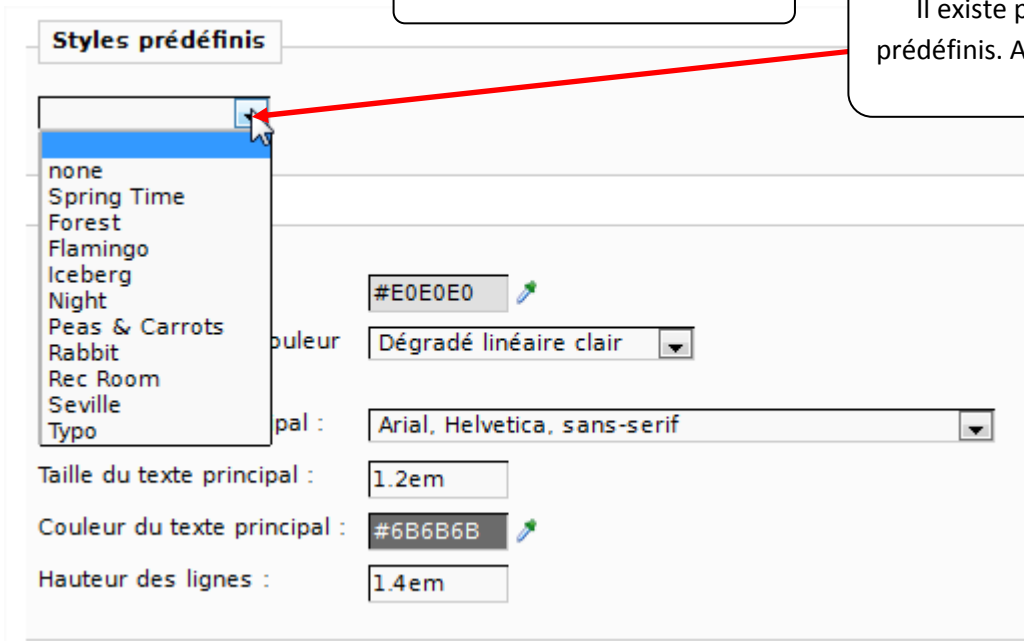 Il existe
prédéfinis.
Styles prédéfinis
none
Spring Time
Forest
Flamingo
Iceberg
Night
Peas & Carrots
Rabbit
Rec Room
Seville
Typo
#E0E0E0
ouleur
Dégradé linéaire clair
pal :
Arial, Helvetica, sans-serif
Taille du texte principal :
1.2em
Couleur du texte principal :
#6B6B6B
Hauteur des lignes :
1.4em